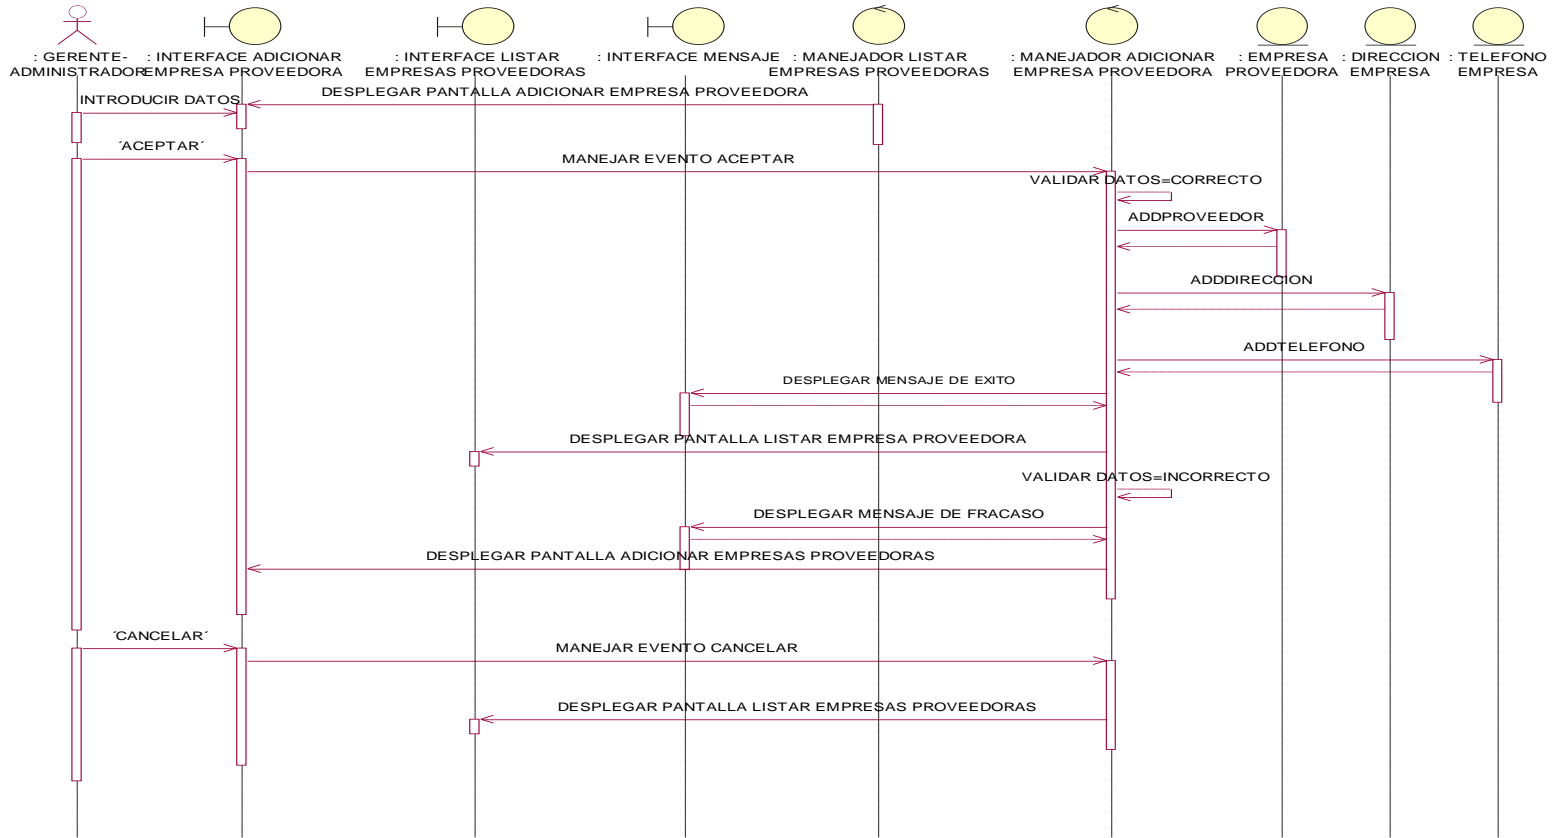 : GERENTE-
ADMINISTRADOR
: INTERFACE ADICIONAR
EMPRESA PROVEEDORA
: INTERFACE LISTAR
EMPRESAS PROVEEDORAS
: INTERFACE MENSAJE
: MANEJADOR LISTAR
EMPRESAS PROVEEDORAS
: MANEJADOR ADICIONAR
EMPRESA PROVEEDORA
: EMPRESA
PROVEEDORA
: DIRECCION
EMPRESA
: TELEFONO
EMPRESA
DESPLEGAR PANTALLA ADICIONAR EMPRESA PROVEEDORA
INTRODUCIR DATOS
´ACEPTAR´
MANEJAR EVENTO ACEPTAR
VALIDAR DATOS=CORRECTO
ADDPROVEEDOR
ADDDIRECCION
ADDTELEFONO
DESPLEGAR MENSAJE DE EXITO
DESPLEGAR PANTALLA LISTAR EMPRESA PROVEEDORA
VALIDAR DATOS=INCORRECTO
DESPLEGAR MENSAJE DE FRACASO
DESPLEGAR PANTALLA ADICIONAR EMPRESAS PROVEEDORAS
´CANCELAR´
MANEJAR EVENTO CANCELAR
DESPLEGAR PANTALLA LISTAR EMPRESAS PROVEEDORAS